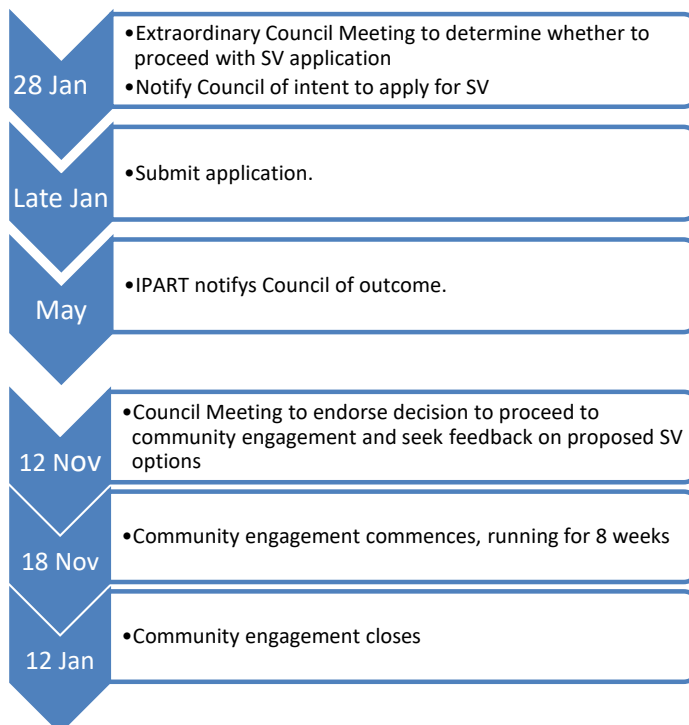 28 Jan
•Extraordinary Council Meeting to determine whether to
proceed with SV application
•Notify Council of intent to apply for SV
Late Jan
•Submit application.
May
•IPART notifys Council of outcome.
12 Nov
•Council Meeting to endorse decision to proceed to
community engagement and seek feedback on proposed SV
options
18 Nov
•Community engagement commences, running for 8 weeks
12 Jan
•Community engagement closes